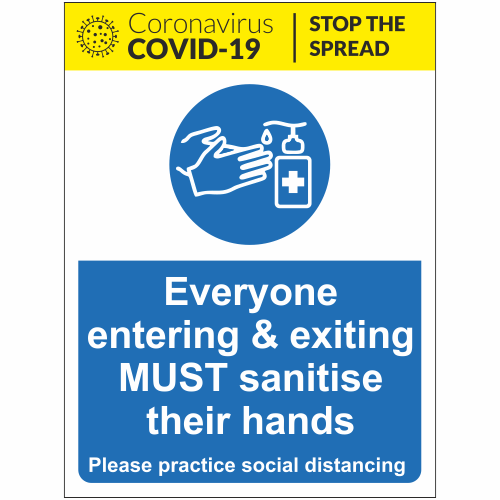 Coronavirus
COVID-19
STOP THE
SPREAD
Everyone
entering & exiting
MUST sanitise
their hands
Please practice social distancing